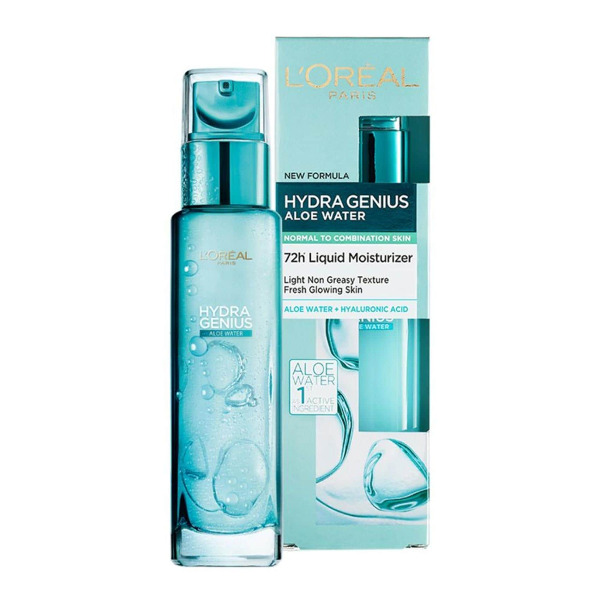 L'ORÉAL
PARIS
HYDRA
GENIUS
ALOE WATER
L'ORÉAL
PARIS
NEW FORMULA
HYDRA GENIUS
ALOE WATER
NORMAL TO COMBINATION SKIN
72h Liquid Moisturizer
Light Non Greasy Texture
Fresh Glowing Skin
ALOE WATER + HYALURONIC ACID
GENIUS
E WATER
ALOE
WATER
1
ACTIVE
INGREDIENT